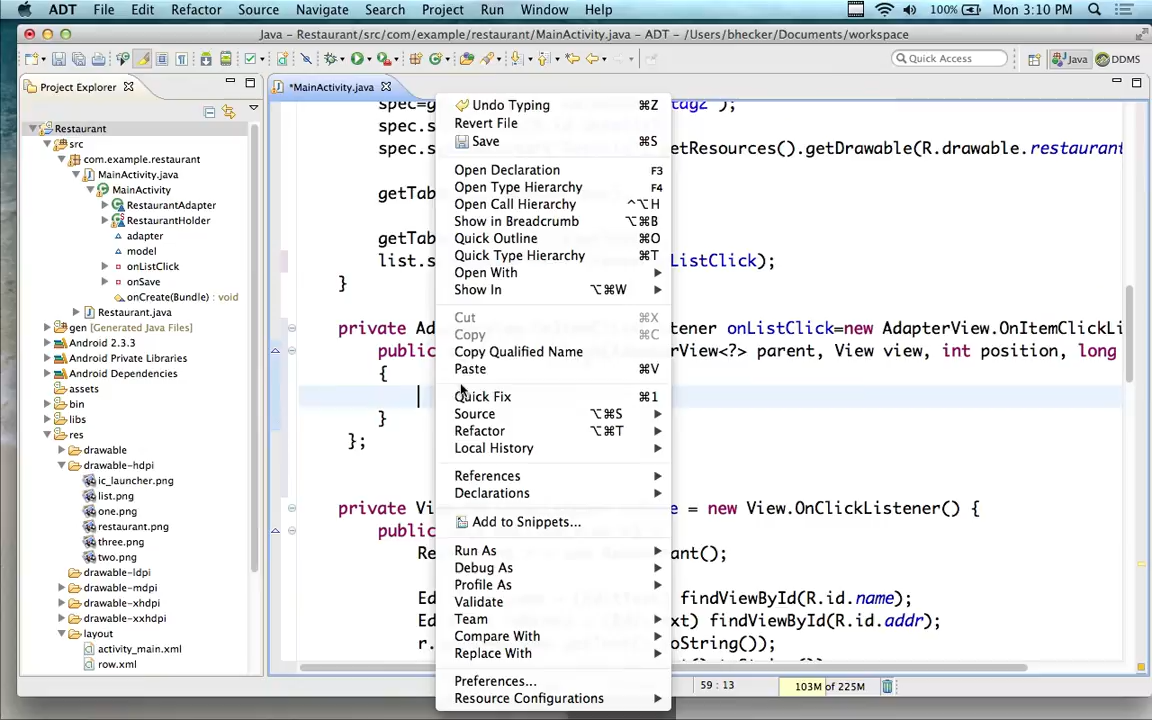 ADT File Edit Refactor Source Navigate Search Project Run Window Help 100% Mon 3:10 PM
Java - Restaurant/src/com/example/restaurant/MainActivity.java - ADT - /Users/bhecker/Documents/workspace
Quick Access Java DDMS
Project Explorer
*MainActivity.java
Restaurant
src
com.example.restaurant
MainActivity.java
MainActivity
RestaurantAdapter
RestaurantHolder
adapter
model
onListClick
onSave
onCreate(Bundle) : void
Restaurant.java
gen [Generated Java Files]
Android 2.3.3
Android Private Libraries
Android Dependencies
assets
bin
libs
res
drawable
drawable-hdpi
ic_launcher.png
list.png
one.png
restaurant.png
three.png
two.png
drawable-ldpi
drawable-mdpi
drawable-xhdpi
drawable-xxhdpi
layout
activity_main.xml
row.xml
spec=g tag2");
spec.s
spec.s etResources().getDrawable(R.drawable.restaurant
getTab
getTab
list.s ListClick);
}
private Ad stener onListClick=new AdapterView.OnItemClickLi
public erView<?> parent, View view, int position, long
{
}
};
private Vi = new View.OnClickListener() {
public
Re ant();
Ed findViewById(R.id.name);
Ed xt) findViewById(R.id.addr);
r. oString());
Undo Typing ⌘Z
Revert File
Save ⌘S
Open Declaration F3
Open Type Hierarchy F4
Open Call Hierarchy ^⌥H
Show in Breadcrumb ⌥⌘B
Quick Outline ⌘O
Quick Type Hierarchy ⌘T
Open With
Show In ⌥⌘W
Cut ⌘X
Copy ⌘C
Copy Qualified Name
Paste ⌘V
Quick Fix ⌘1
Source ⌥⌘S
Refactor ⌥⌘T
Local History
References
Declarations
Add to Snippets...
Run As
Debug As
Profile As
Validate
Team
Compare With
Replace With
Preferences...
Resource Configurations
59 : 13 103M of 225M